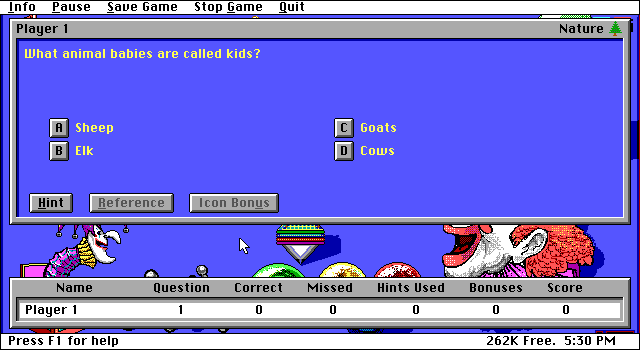 Info Pause Save Game Stop Game Quit
Player 1 Nature
What animal babies are called kids?
A Sheep C Goats
B Elk D Cows
Hint Reference Icon Bonus
Name Question Correct Missed Hints Used Bonuses Score
Player 1 1 0 0 0 0 0
Press F1 for help 262K Free. 5:30 PM